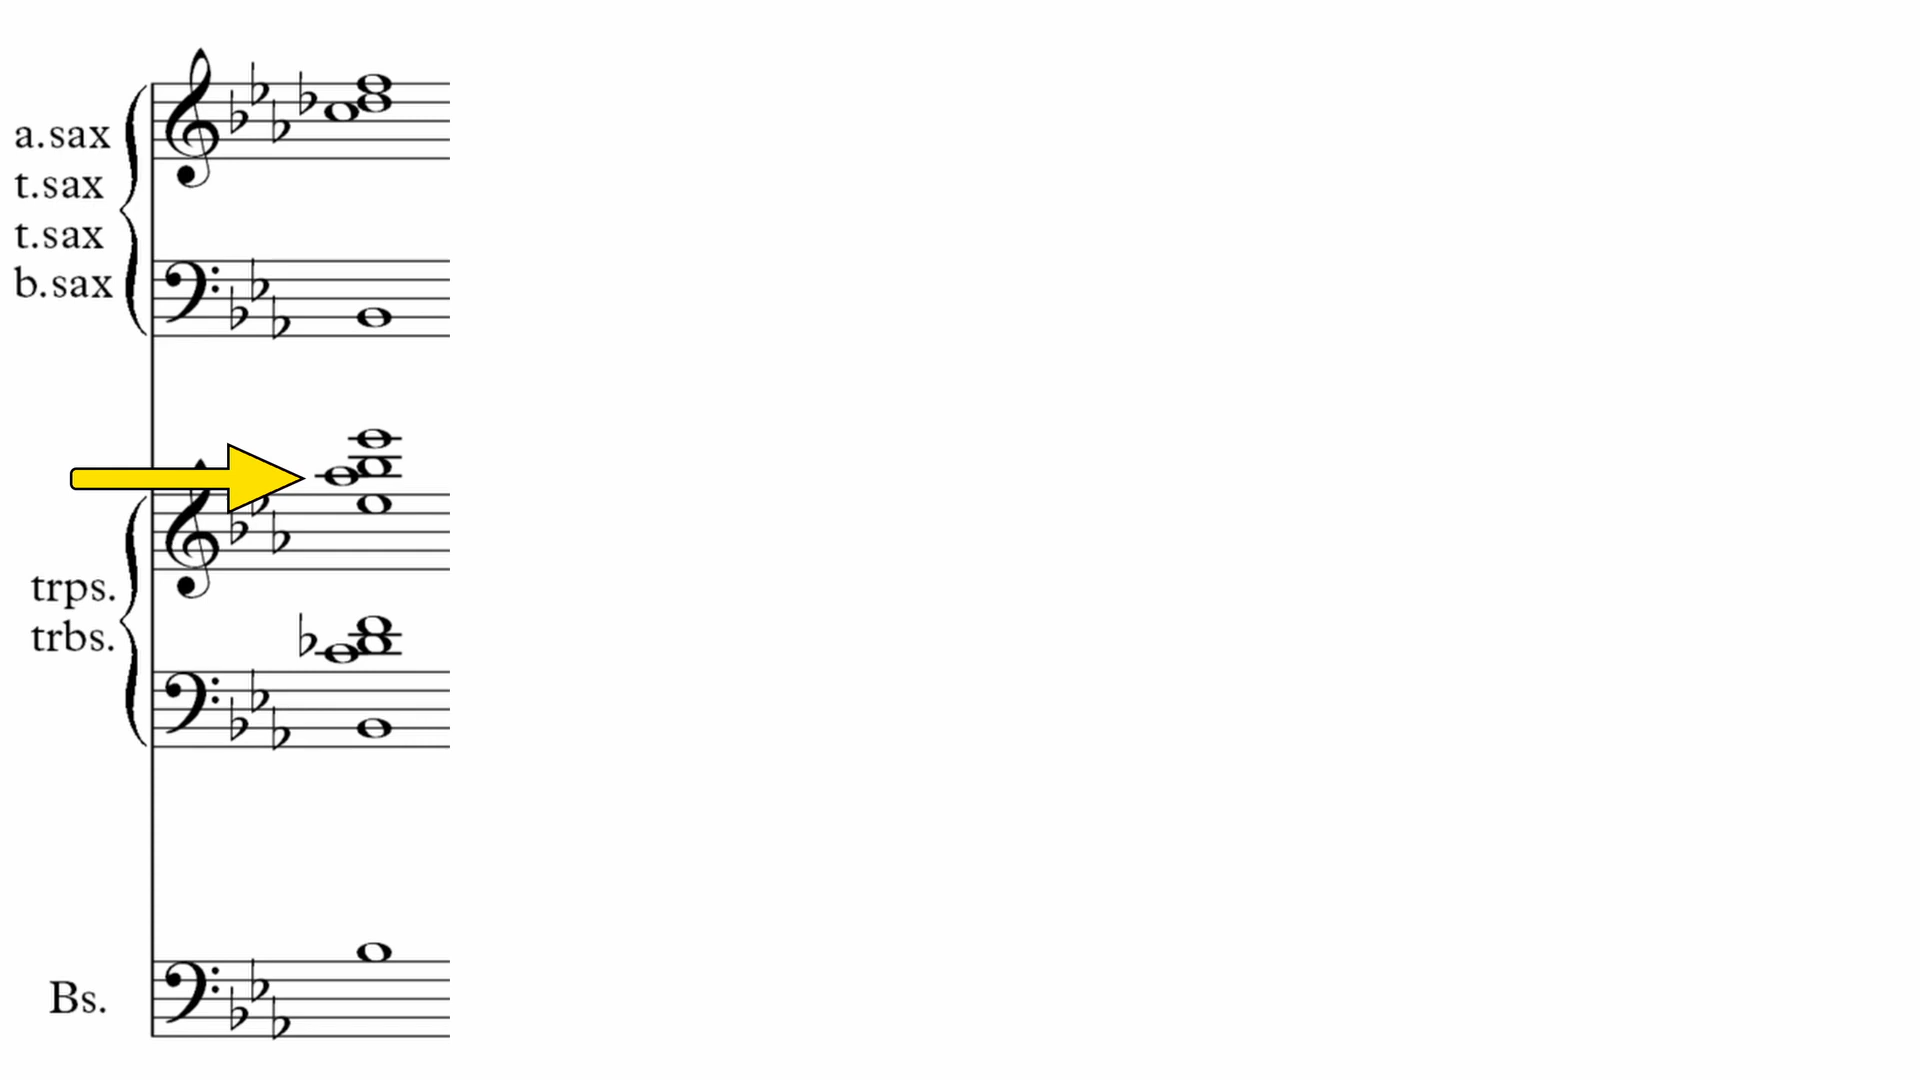 a.sax
t.sax
t.sax
b.sax
trps.
trbs.
Bs.